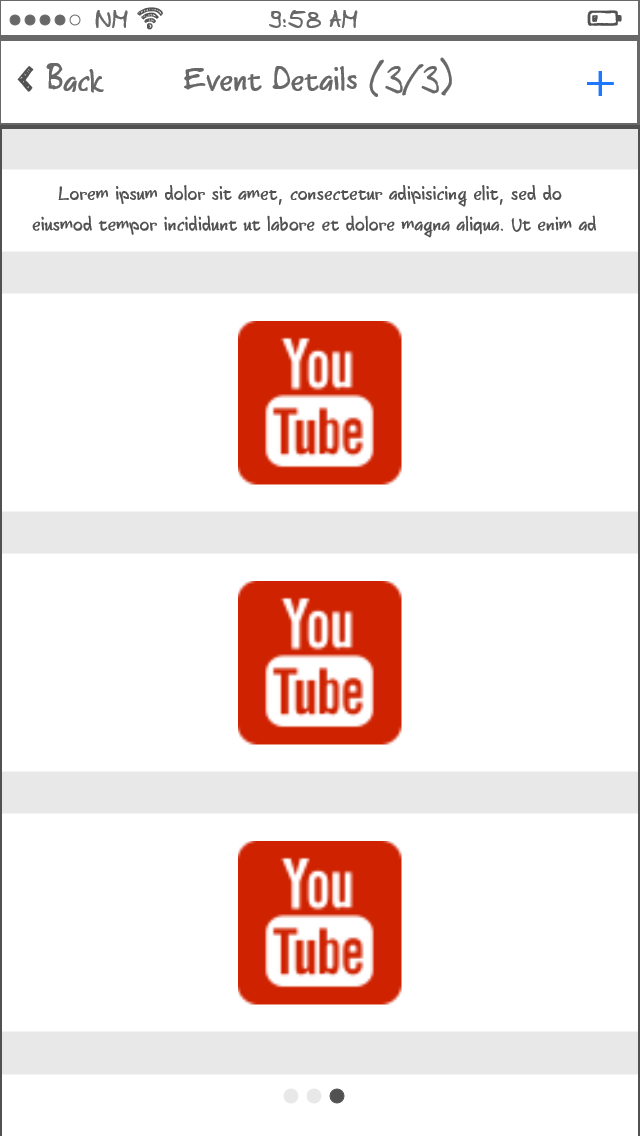 NM 9:58 AM
Back Event Details (3/3) +
Lorem ipsum dolor sit amet, consectetur adipisicing elit, sed do
eiusmod tempor incididunt ut labore et dolore magna aliqua. Ut enim ad
You
Tube
You
Tube
You
Tube